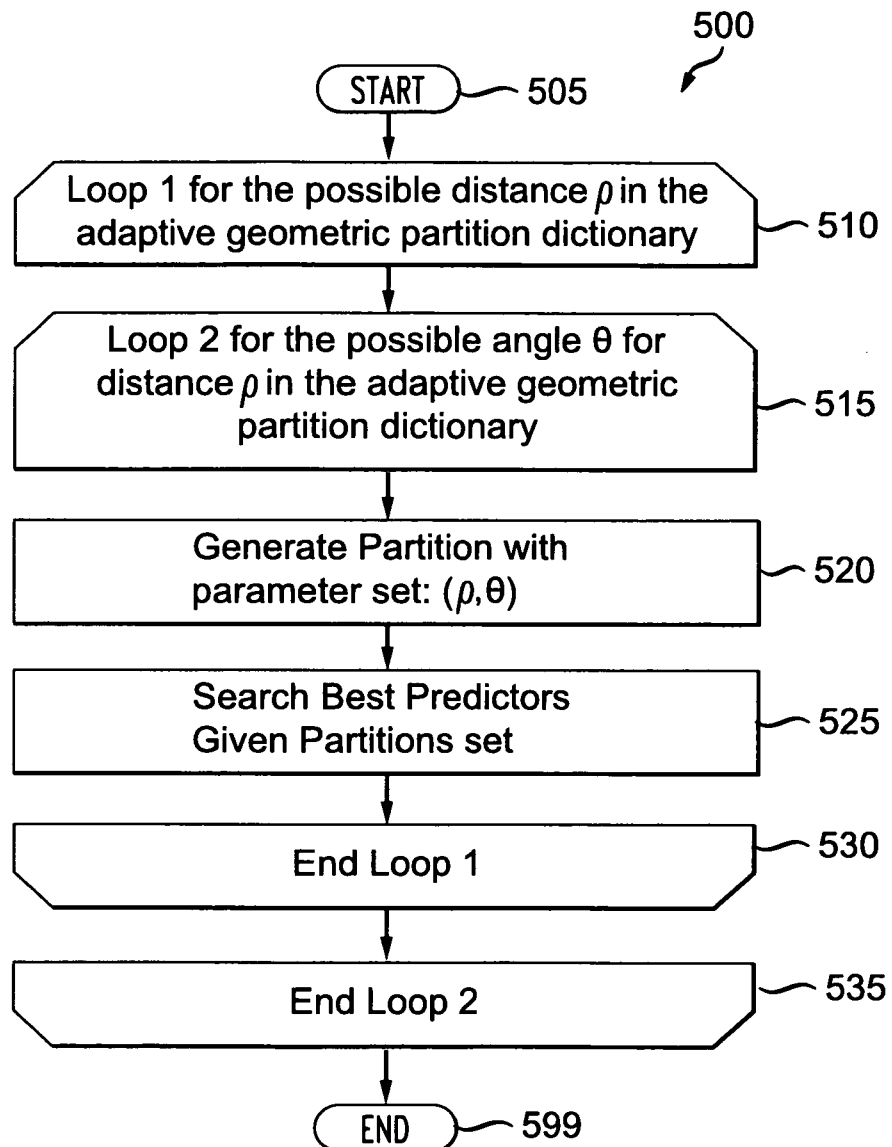 500
START
505
Loop 1 for the possible distance ρ in the
adaptive geometric partition dictionary
510
Loop 2 for the possible angle θ for
distance ρ in the adaptive geometric
partition dictionary
515
Generate Partition with
parameter set: (ρ,θ)
520
Search Best Predictors
Given Partitions set
525
End Loop 1
530
End Loop 2
535
END
599